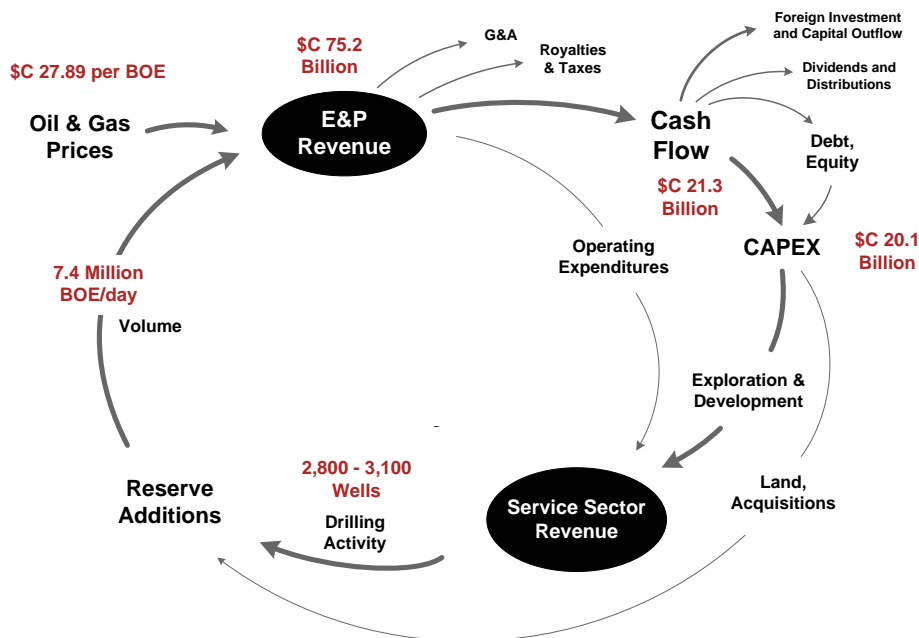 Foreign Investment
and Capital Outflow
G&A
$C 75.2
Billion
Royalties
& Taxes
$C 27.89 per BOE
Dividends and
Distributions
E&P
Revenue
Oil & Gas
Prices
Cash
Flow
Debt,
Equity
$C 21.3
Billion
Operating
Expenditures
CAPEX
$C 20.1
Billion
7.4 Million
BOE/day
Volume
Exploration &
Development
2,800 - 3,100
Wells
Reserve
Additions
Drilling
Activity
Service Sector
Revenue
Land,
Acquisitions